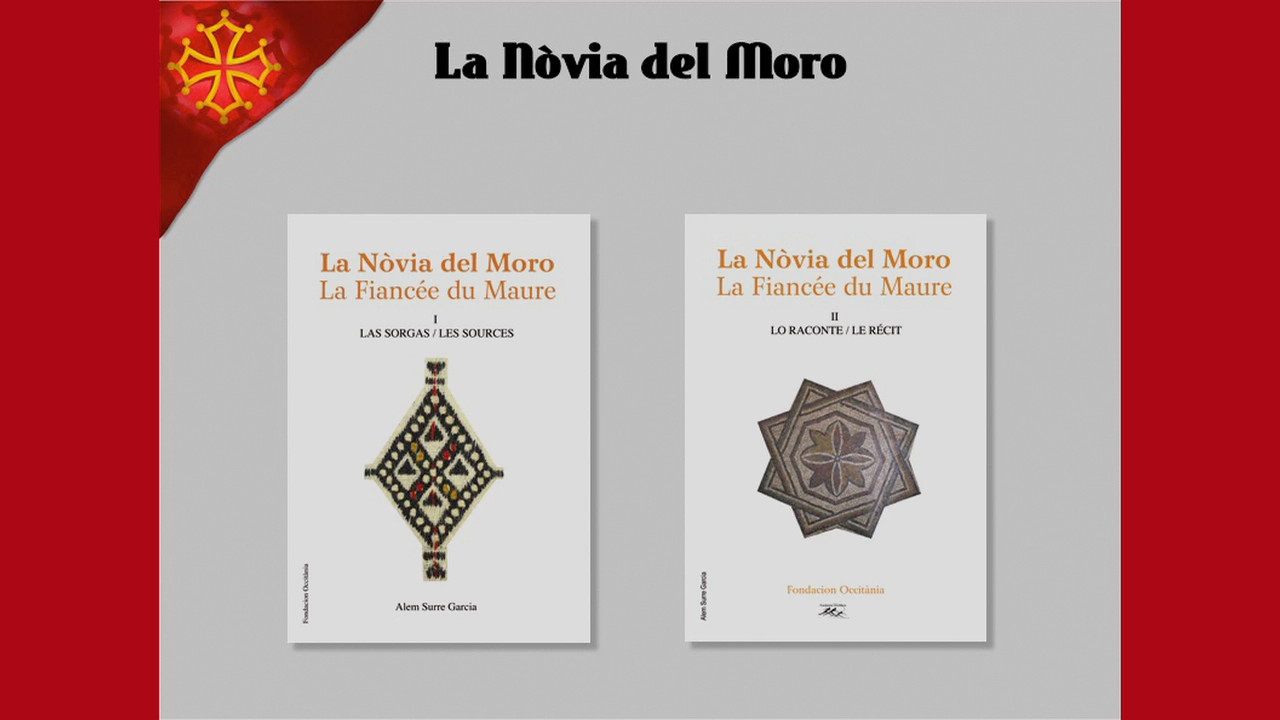 La Nòvia del Moro
La Nòvia del Moro
La Fiancée du Maure
I
LAS SORGAS / LES SOURCES
Fondacion Occitània
Alem Surre Garcia
La Nòvia del Moro
La Fiancée du Maure
II
LO RACONTE / LE RÉCIT
Alem Surre Garcia
Fondacion Occitània